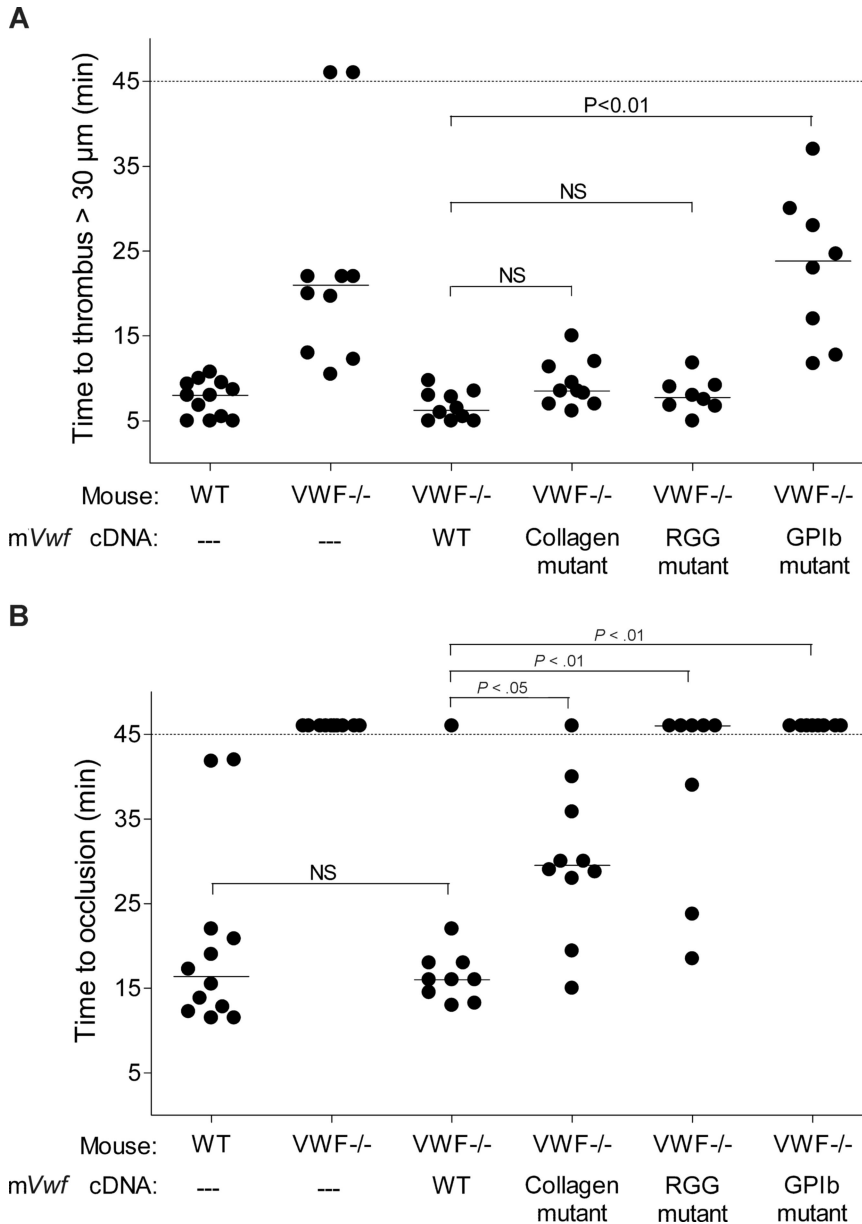 A
Time to thrombus > 30 µm (min)
45
35
25
15
5
P<0.01
NS
NS
Mouse: WT VWF-/- VWF-/- VWF-/- VWF-/- VWF-/-
mVwf cDNA: --- --- WT Collagen RGG GPIb
mutant mutant mutant
B
Time to occlusion (min)
45
35
25
15
5
P < .01
P < .01
P < .05
NS
Mouse: WT VWF-/- VWF-/- VWF-/- VWF-/- VWF-/-
mVwf cDNA: --- --- WT Collagen RGG GPIb
mutant mutant mutant